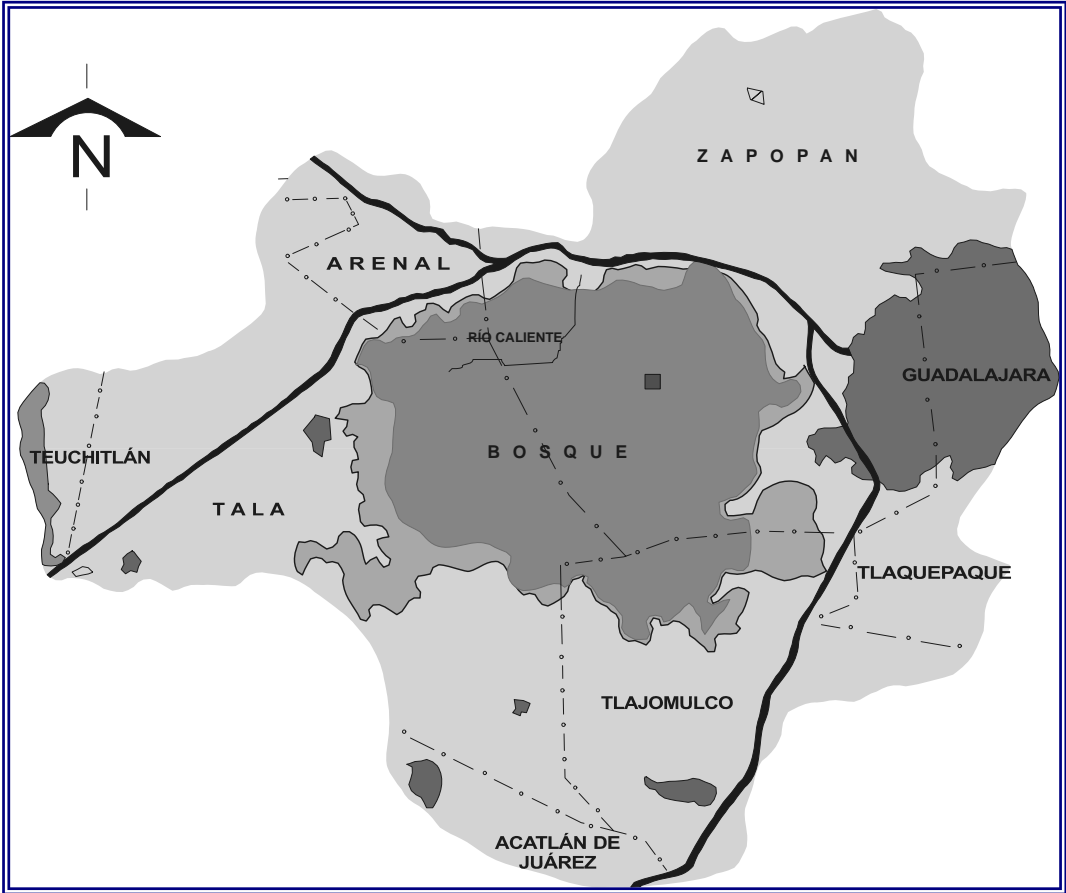 N
ZAPOPAN
ARENAL
RÍO CALIENTE
GUADALAJARA
BOSQUE
TEUCHITLÁN
TALA
TLAQUEPAQUE
TLAJOMULCO
ACATLÁN DE
JUÁREZ